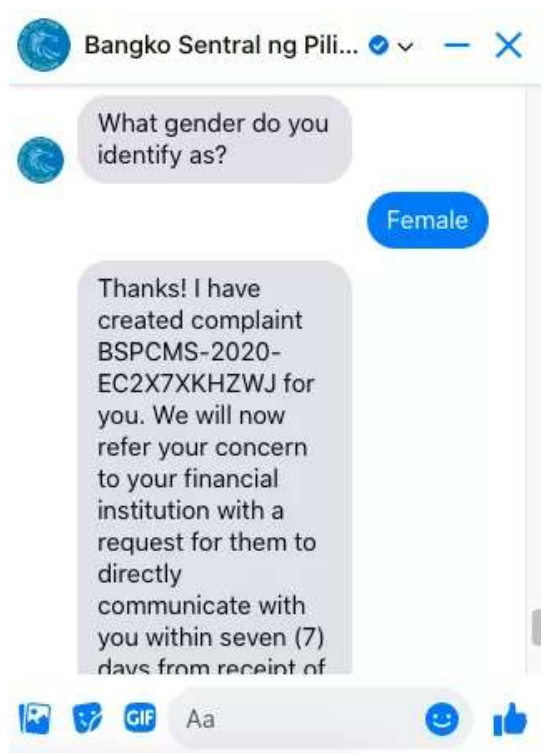 Bangko Sentral ng Pili...
What gender do you
identify as?
Female
Thanks! I have
created complaint
BSPCMS-2020-
EC2X7XKHZWJ for
you. We will now
refer your concern
to your financial
institution with a
request for them to
directly
communicate with
you within seven (7)
days from receipt of
GIF
Aa